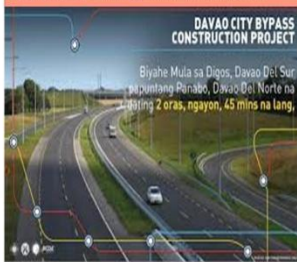 DAVAO CITY BYPASS
CONSTRUCTION PROJECT
Biyahe Mula sa Digos, Davao Del Sur
papuntang Panabo, Davao Del Norte na
dating 2 oras, ngayon, 45 mins na lang,